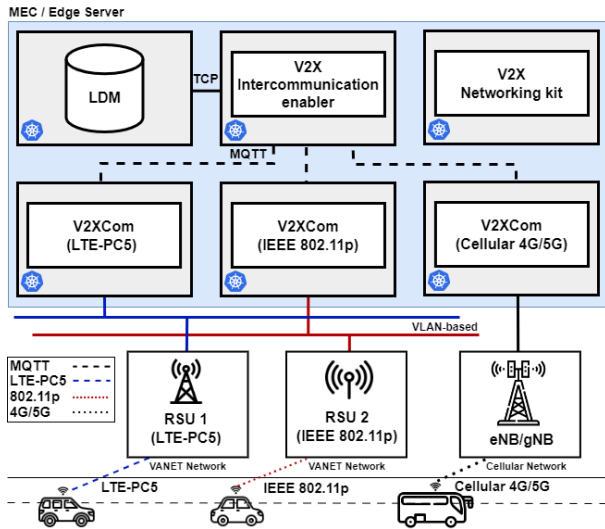 MEC / Edge Server
LDM
TCP
V2X
Intercommunication
enabler
V2X
Networking kit
MQTT
V2XCom
(LTE-PC5)
V2XCom
(IEEE 802.11p)
V2XCom
(Cellular 4G/5G)
VLAN-based
MQTT
LTE-PC5
802.11p
4G/5G
RSU 1
(LTE-PC5)
RSU 2
(IEEE 802.11p)
eNB/gNB
VANET Network
VANET Network
Cellular Network
LTE-PC5
IEEE 802.11p
Cellular 4G/5G